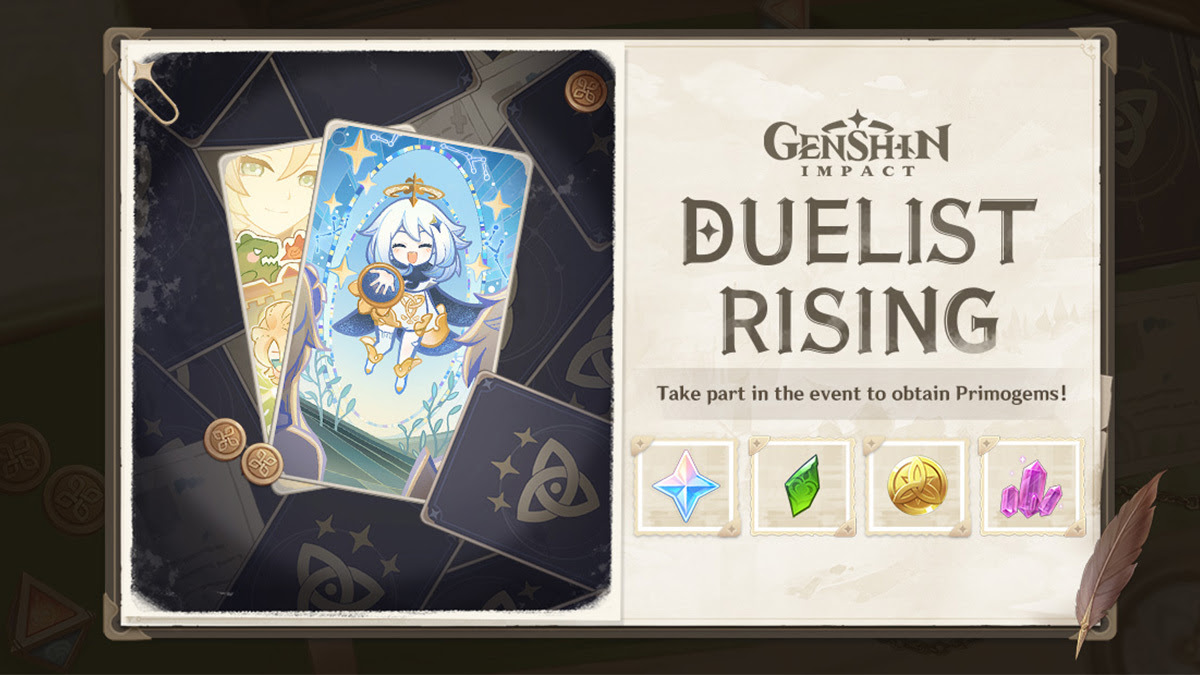 GENSHIN
IMPACT
DUELIST
RISING
Take part in the event to obtain Primogems!